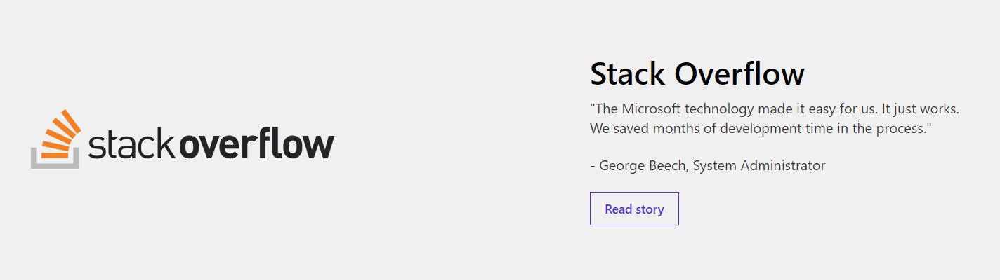 stack overflow
Stack Overflow
"The Microsoft technology made it easy for us. It just works.
We saved months of development time in the process."
- George Beech, System Administrator
Read story